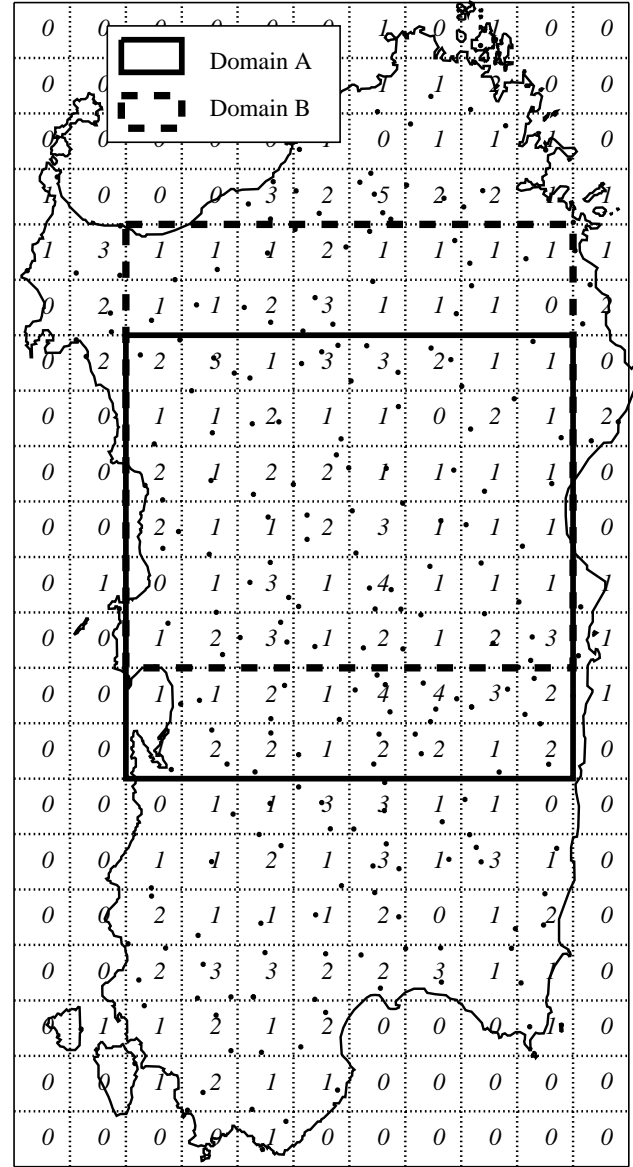 0 0 0 0 0 0 1 0 1 0 0
Domain A
0 0 1 1 2 0 0
Domain B
0 0 1 0 1 1 1 0
1 0 0 0 3 2 5 2 2 1 1
1 3 1 1 1 2 1 1 1 1 1
0 2 1 1 2 3 1 1 1 0 2
0 2 2 3 1 3 3 2 1 1 0
0 0 1 1 2 1 1 0 2 1 2
0 0 2 1 2 2 1 1 1 1 0
0 0 2 1 1 2 3 1 1 1 0
0 1 0 1 3 1 4 1 1 1 1
0 0 1 2 3 1 2 1 2 3 1
0 0 1 1 2 1 4 4 3 2 1
0 0 2 2 1 2 2 1 2 0
0 0 0 1 1 3 3 1 1 0 0
0 0 1 1 2 1 3 1 3 1 0
0 0 2 1 1 1 2 0 1 2 0
0 0 2 3 3 2 2 3 1 1 0
0 1 1 2 1 2 0 0 0 1 0
0 0 1 2 1 1 0 0 0 0 0
0 0 0 0 1 0 0 0 0 0 0